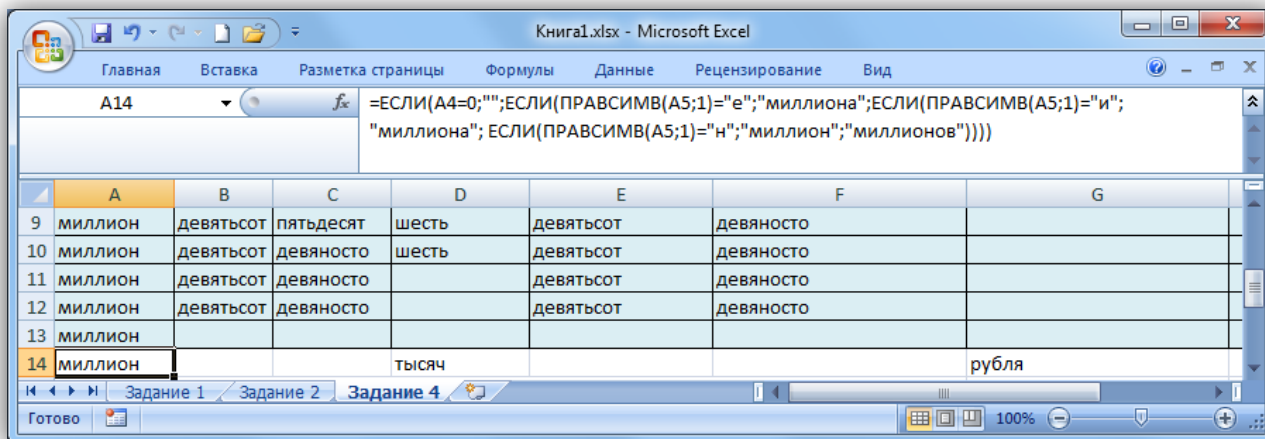 Книга1.xlsx - Microsoft Excel
Главная Вставка Разметка страницы Формулы Данные Рецензирование Вид
A14 fx =ЕСЛИ(A4=0;"";ЕСЛИ(ПРАВСИМВ(A5;1)="е";"миллиона";ЕСЛИ(ПРАВСИМВ(A5;1)="и";
"миллиона"; ЕСЛИ(ПРАВСИМВ(A5;1)="н";"миллион";"миллионов"))))
A B C D E F G
9 миллион девятьсот пятьдесят шесть девятьсот девяносто
10 миллион девятьсот девяносто шесть девятьсот девяносто
11 миллион девятьсот девяносто девятьсот девяносто
12 миллион девятьсот девяносто девятьсот девяносто
13 миллион
14 миллион тысяч рубля
Задание 1 Задание 2 Задание 4
Готово 100%